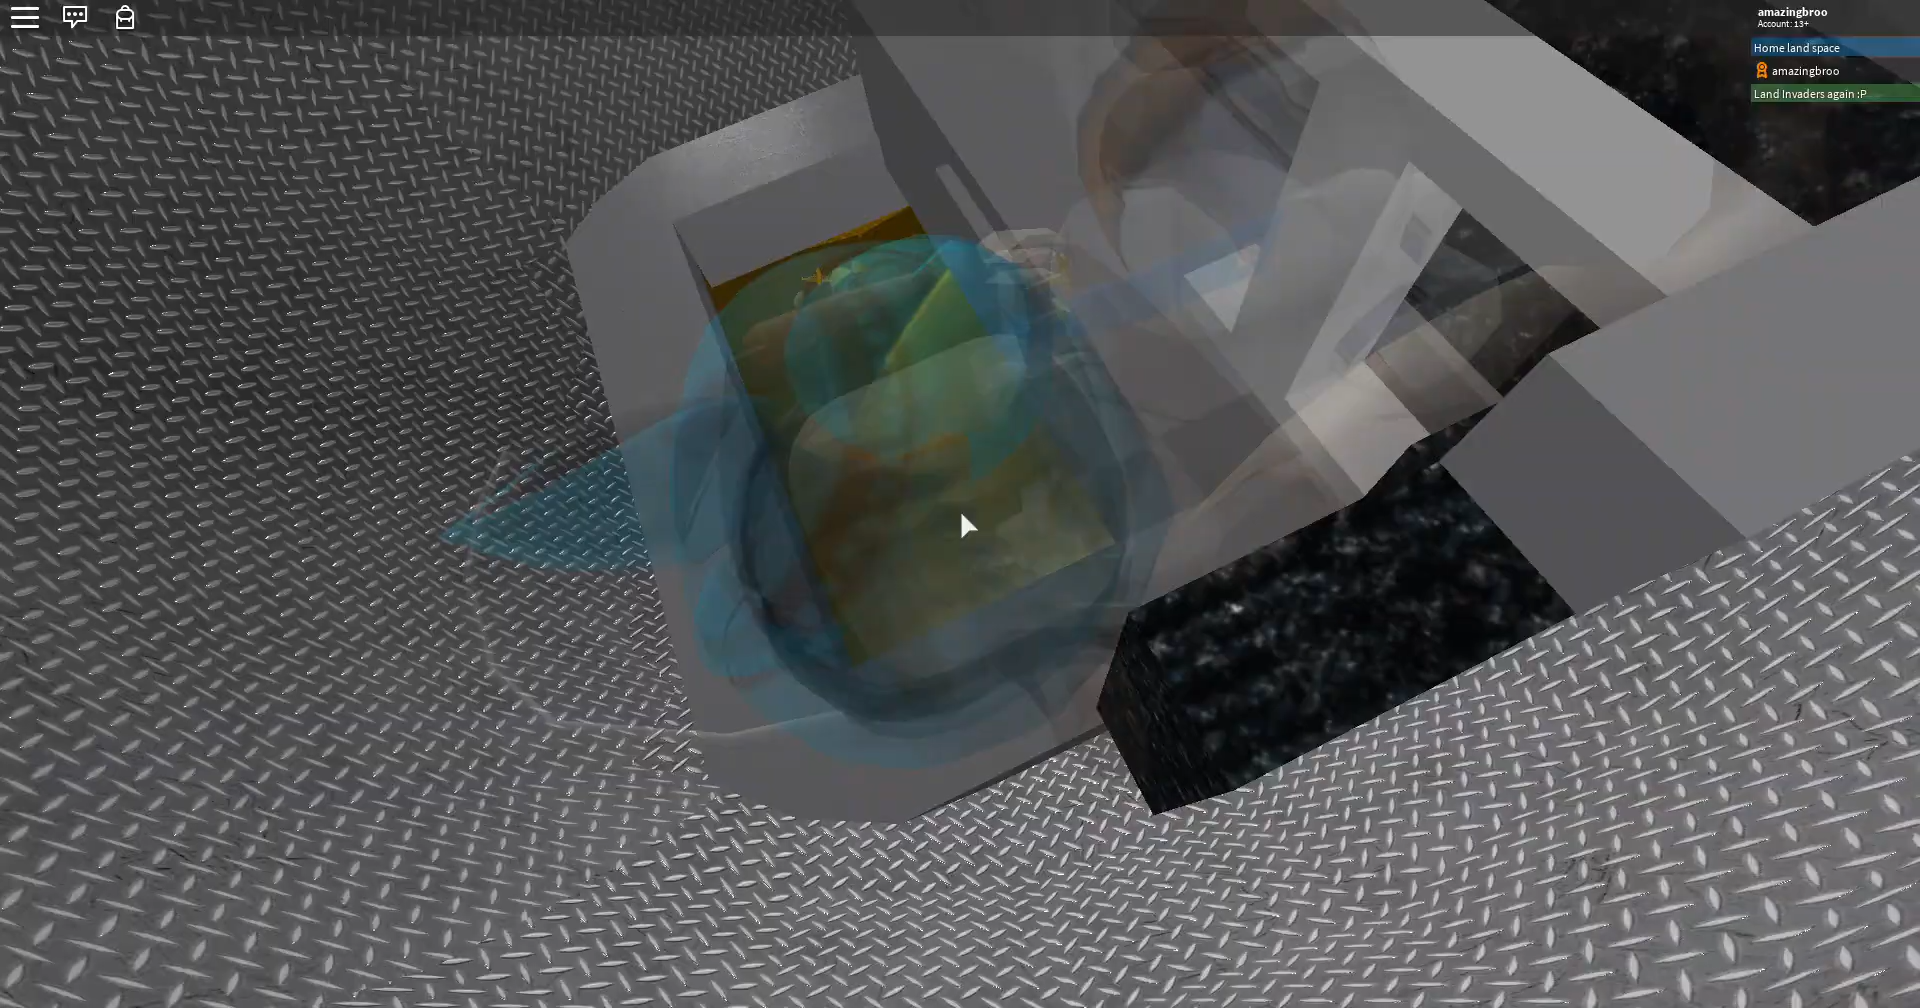 amazingbroo
Account: 13+
Home land space
amazingbroo
Land Invaders again :P